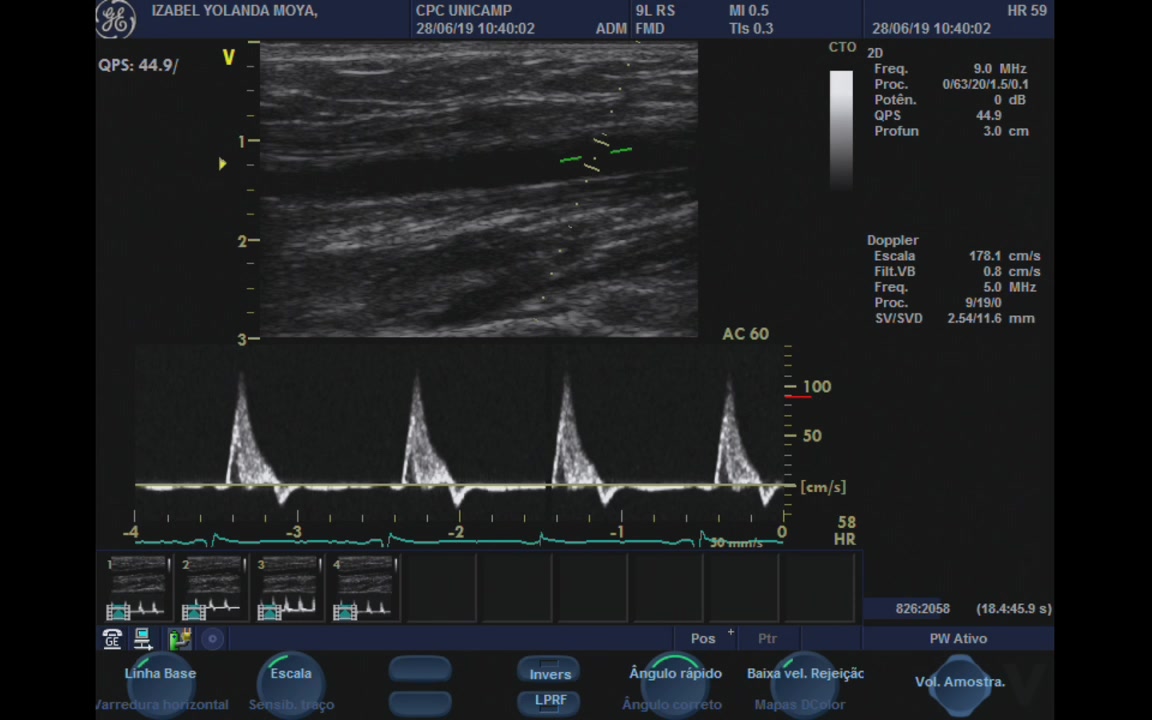 IZABEL YOLANDA MOYA,
CPC UNICAMP
9L RS
MI 0.5
HR 59
28/06/19 10:40:02
ADM
FMD
TIs 0.3
28/06/19 10:40:02
QPS: 44.9/
V
CTO
2D
Freq. 9.0 MHz
Proc. 0/63/20/1.5/0.1
Potên. 0 dB
QPS 44.9
Profun 3.0 cm
1
2
3
Doppler
Escala 178.1 cm/s
Filt.VB 0.8 cm/s
Freq. 5.0 MHz
Proc. 9/19/0
SV/SVD 2.54/11.6 mm
AC 60
100
50
[cm/s]
-4 -3 -2 -1 0
58
HR
50 mm/s
1 2 3 4
826:2058 (18.4:45.9 s)
GE
Pos + Ptr
PW Ativo
Linha Base
Escala
Invers
Ângulo rápido
Baixa vel. Rejeição
Vol. Amostra.
Varredura horizontal
Sensib. traço
LPRF
Ângulo correto
Mapas DColor
V